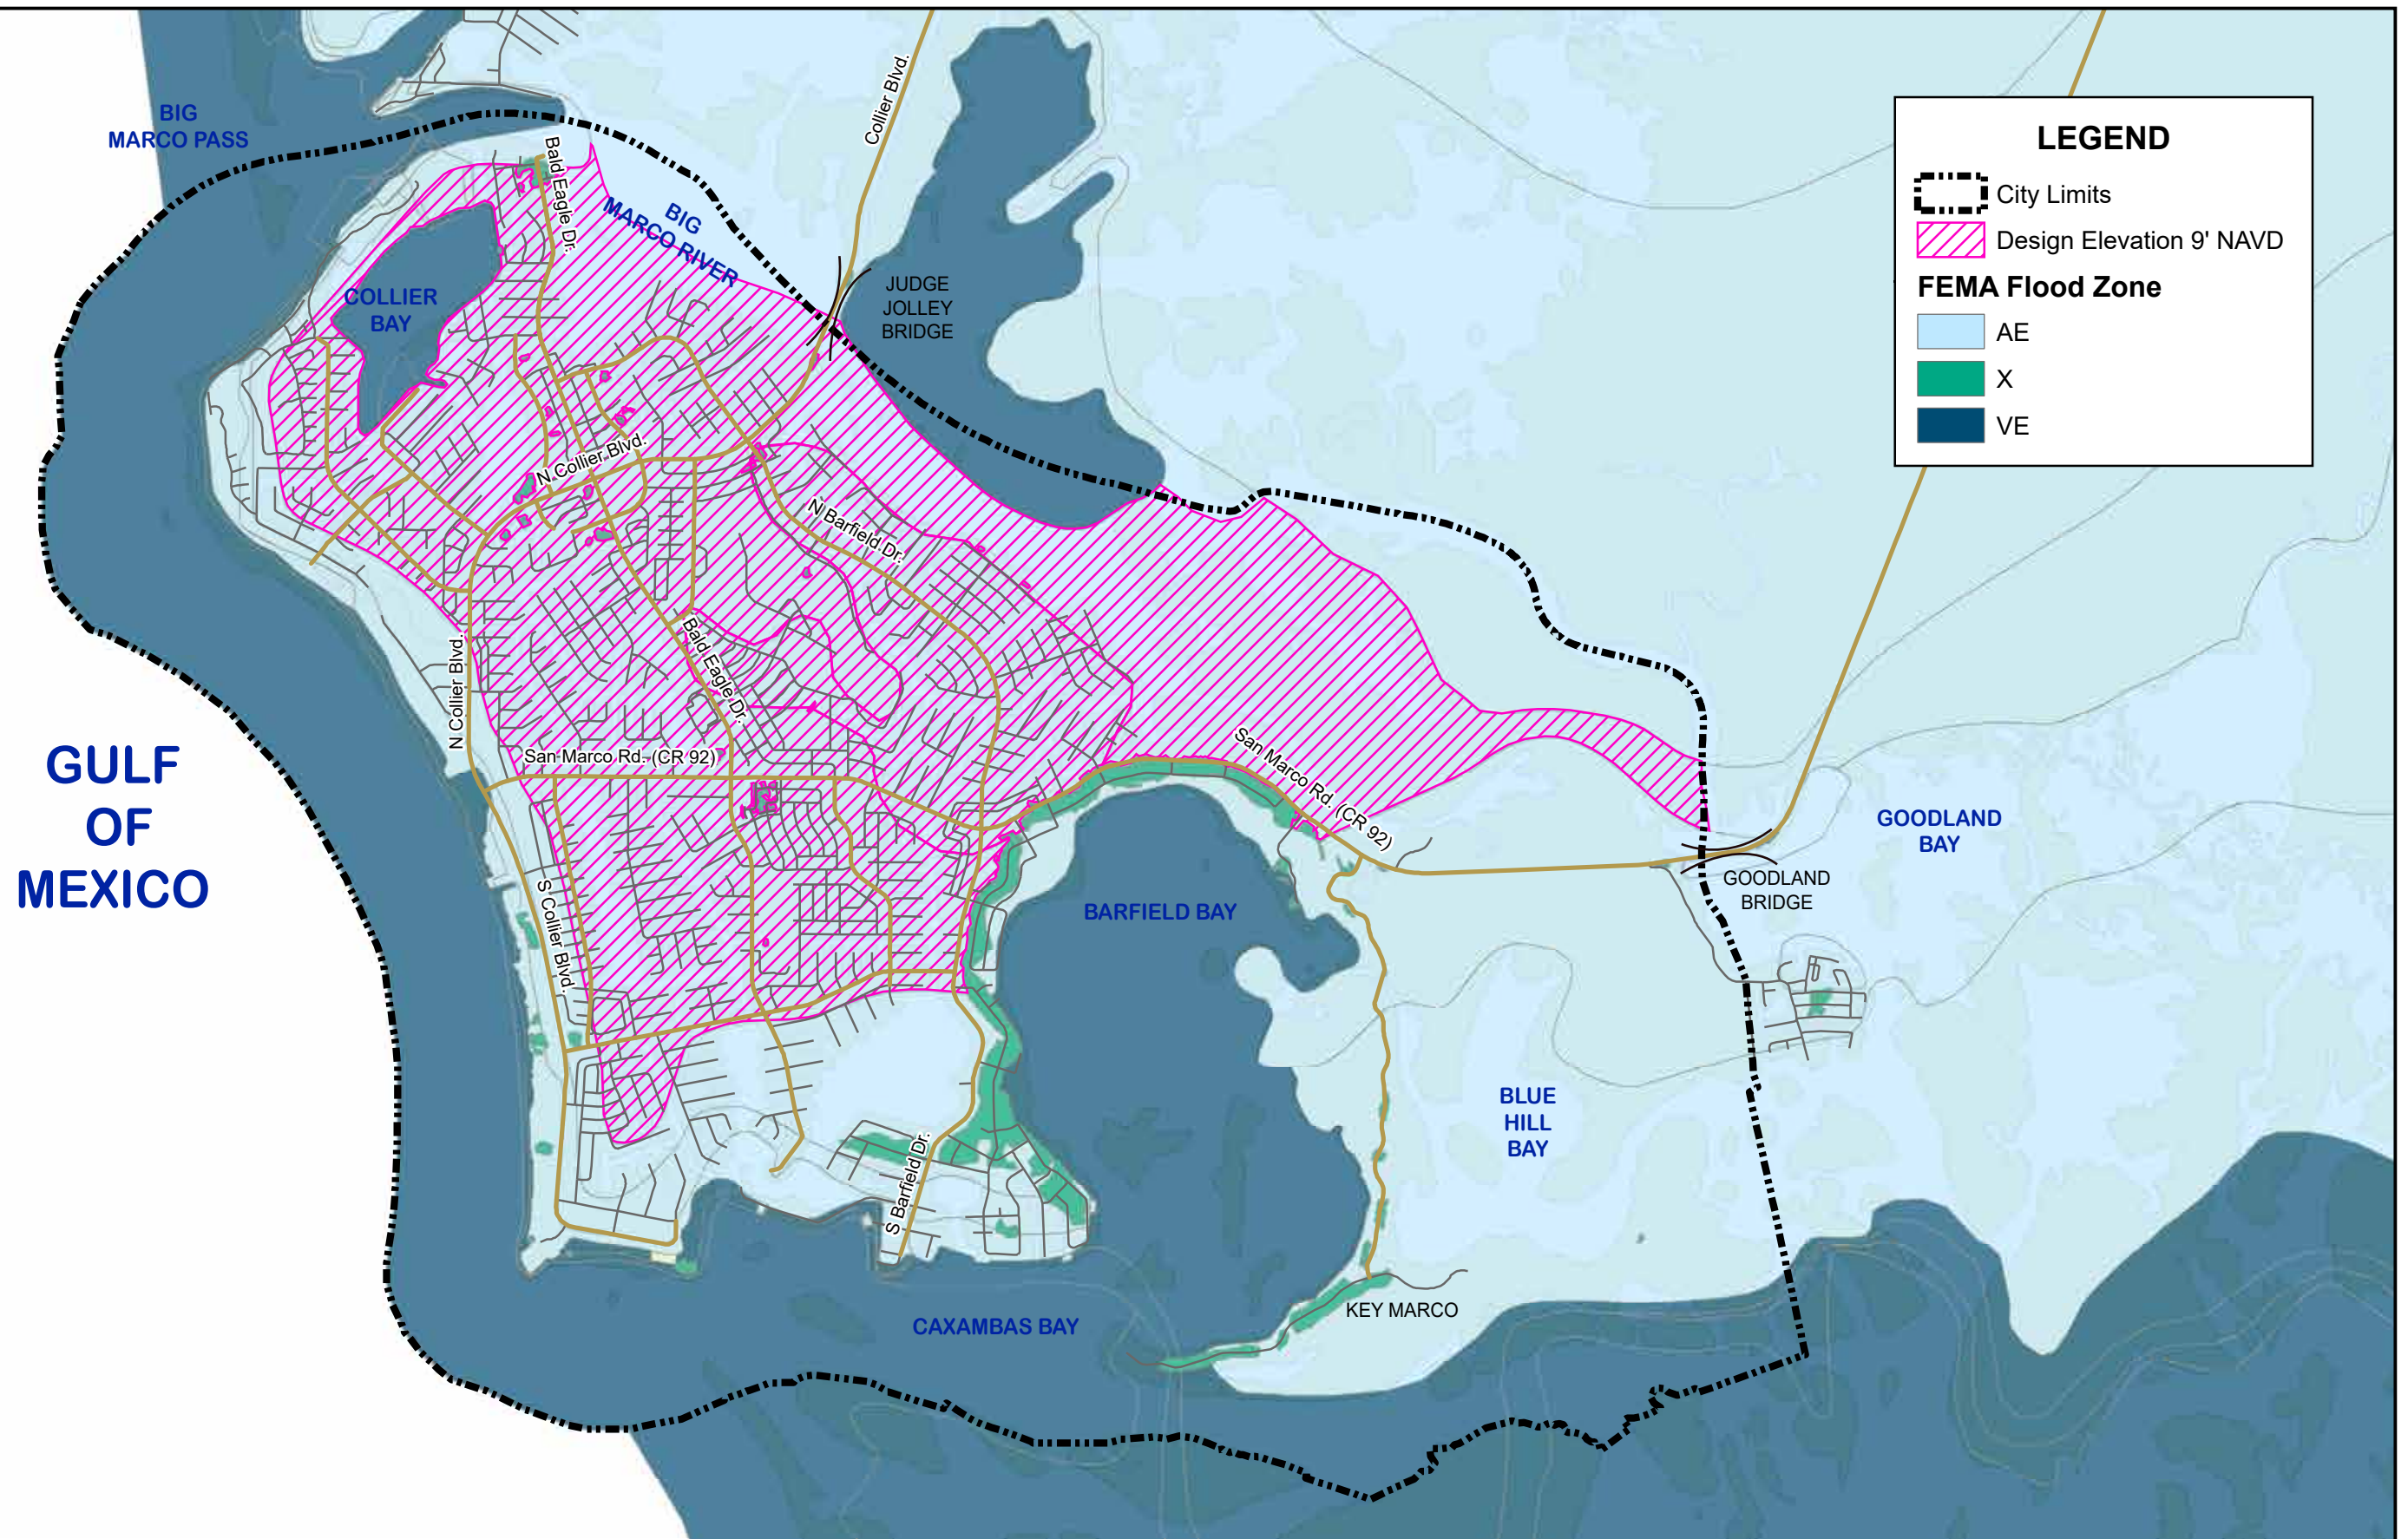 BIG
MARCO PASS
Bald Eagle Dr.
Collier Blvd.
BIG
MARCO RIVER
COLLIER
BAY
JUDGE
JOLLEY
BRIDGE
LEGEND
City Limits
Design Elevation 9' NAVD
FEMA Flood Zone
AE
X
VE
N Collier Blvd.
N Barfield Dr.
N Collier Blvd.
Bald Eagle Dr.
San Marco Rd. (CR 92)
San Marco Rd. (CR 92)
GULF
OF
MEXICO
S Collier Blvd.
BARFIELD BAY
GOODLAND
BAY
GOODLAND
BRIDGE
BLUE
HILL
BAY
S Barfield Dr.
KEY MARCO
CAXAMBAS BAY